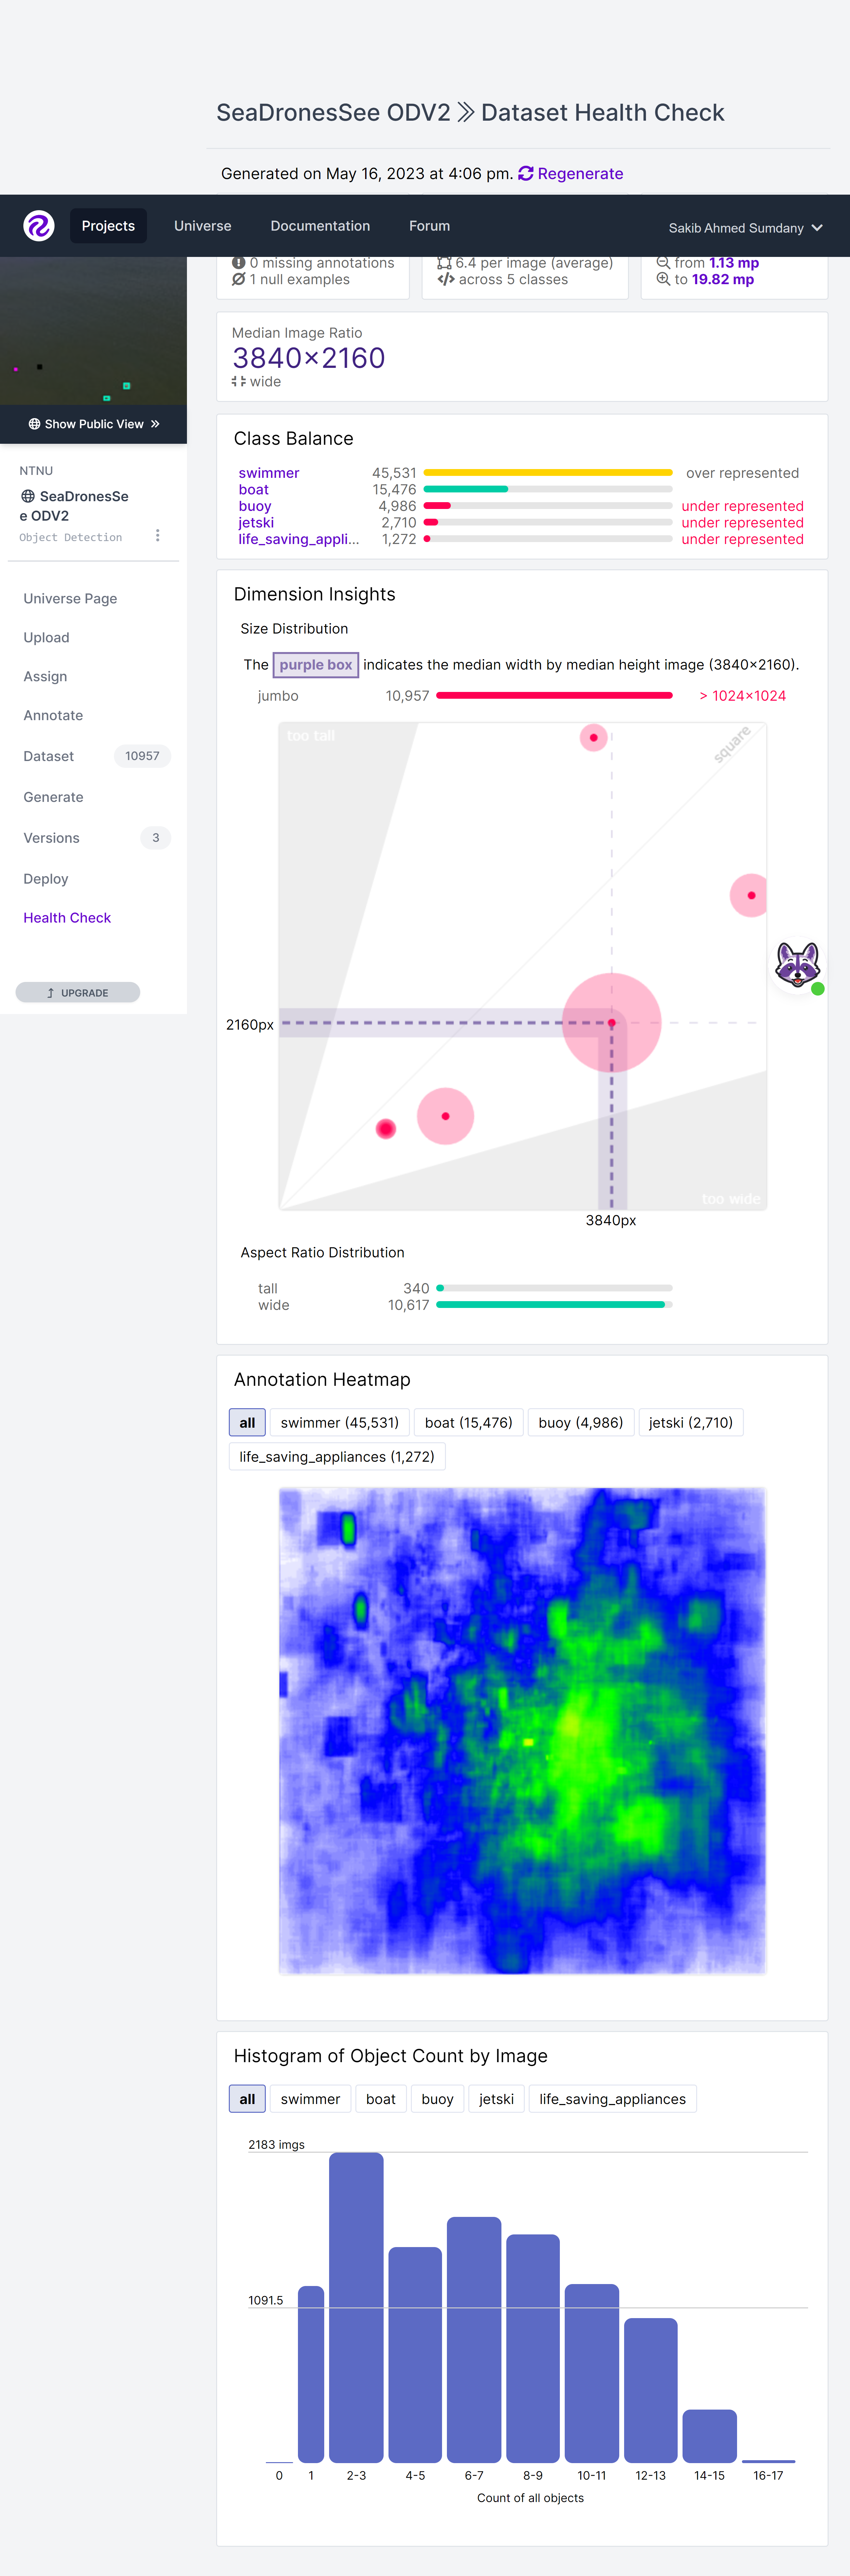 SeaDronesSee ODV2 >> Dataset Health Check
Generated on May 16, 2023 at 4:06 pm. Regenerate
Projects Universe Documentation Forum Sakib Ahmed Sumdany
0 missing annotations
1 null examples
6.4 per image (average)
across 5 classes
from 1.13 mp
to 19.82 mp
Show Public View »
NTNU
SeaDronesSe
e ODV2
Object Detection
Universe Page
Upload
Assign
Annotate
Dataset 10957
Generate
Versions 3
Deploy
Health Check
UPGRADE
Median Image Ratio
3840×2160
wide
Class Balance
swimmer 45,531 over represented
boat 15,476
buoy 4,986 under represented
jetski 2,710 under represented
life_saving_appli... 1,272 under represented
Dimension Insights
Size Distribution
The purple box indicates the median width by median height image (3840×2160).
jumbo 10,957 > 1024×1024
too tall
square
2160px
too wide
3840px
Aspect Ratio Distribution
tall 340
wide 10,617
Annotation Heatmap
all swimmer (45,531) boat (15,476) buoy (4,986) jetski (2,710)
life_saving_appliances (1,272)
Histogram of Object Count by Image
all swimmer boat buoy jetski life_saving_appliances
2183 imgs
1091.5
0 1 2-3 4-5 6-7 8-9 10-11 12-13 14-15 16-17
Count of all objects